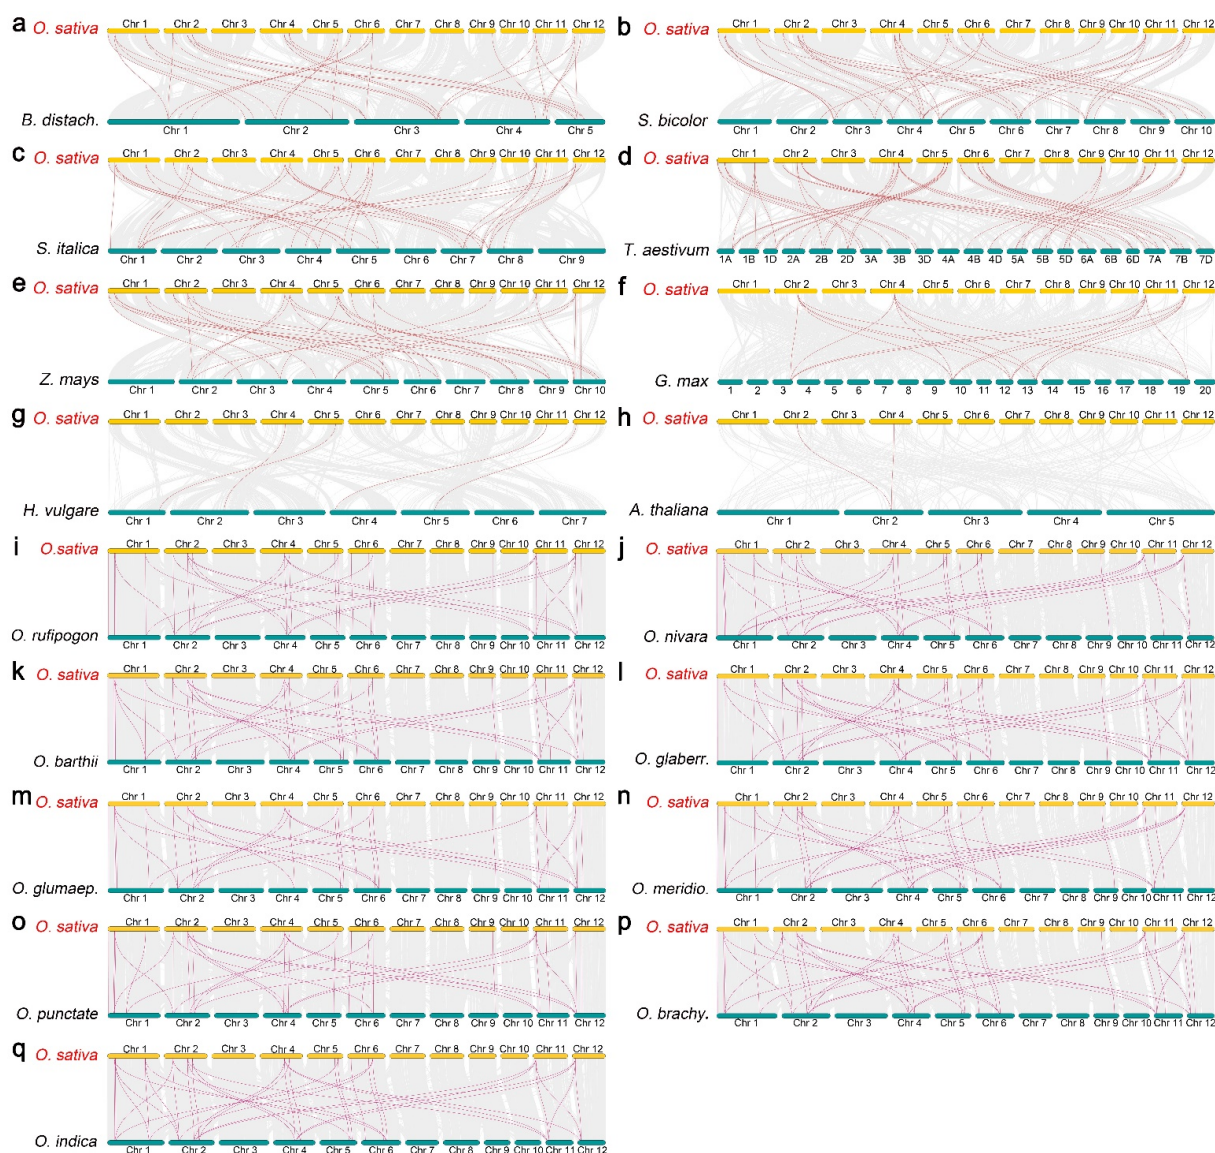 a O. sativa Chr 1 Chr 2 Chr 3 Chr 4 Chr 5 Chr 6 Chr 7 Chr 8 Chr 9 Chr 10 Chr 11 Chr 12
B. distach.
Chr 1 Chr 2 Chr 3 Chr 4 Chr 5
b O. sativa Chr 1 Chr 2 Chr 3 Chr 4 Chr 5 Chr 6 Chr 7 Chr 8 Chr 9 Chr 10 Chr 11 Chr 12
S. bicolor
Chr 1 Chr 2 Chr 3 Chr 4 Chr 5 Chr 6 Chr 7 Chr 8 Chr 9 Chr 10
c O. sativa Chr 1 Chr 2 Chr 3 Chr 4 Chr 5 Chr 6 Chr 7 Chr 8 Chr 9 Chr 10 Chr 11 Chr 12
S. italica
Chr 1 Chr 2 Chr 3 Chr 4 Chr 5 Chr 6 Chr 7 Chr 8 Chr 9
d O. sativa Chr 1 Chr 2 Chr 3 Chr 4 Chr 5 Chr 6 Chr 7 Chr 8 Chr 9 Chr 10 Chr 11 Chr 12
T. aestivum
1A 1B 1D 2A 2B 2D 3A 3B 3D 4A 4B 4D 5A 5B 5D 6A 6B 6D 7A 7B 7D
e O. sativa Chr 1 Chr 2 Chr 3 Chr 4 Chr 5 Chr 6 Chr 7 Chr 8 Chr 9 Chr 10 Chr 11 Chr 12
Z. mays
Chr 1 Chr 2 Chr 3 Chr 4 Chr 5 Chr 6 Chr 7 Chr 8 Chr 9 Chr 10
f O. sativa Chr 1 Chr 2 Chr 3 Chr 4 Chr 5 Chr 6 Chr 7 Chr 8 Chr 9 Chr 10 Chr 11 Chr 12
G. max
1 2 3 4 5 6 7 8 9 10 11 12 13 14 15 16 17 18 19 20
g O. sativa Chr 1 Chr 2 Chr 3 Chr 4 Chr 5 Chr 6 Chr 7 Chr 8 Chr 9 Chr 10 Chr 11 Chr 12
H. vulgare
Chr 1 Chr 2 Chr 3 Chr 4 Chr 5 Chr 6 Chr 7
h O. sativa Chr 1 Chr 2 Chr 3 Chr 4 Chr 5 Chr 6 Chr 7 Chr 8 Chr 9 Chr 10 Chr 11 Chr 12
A. thaliana
Chr 1 Chr 2 Chr 3 Chr 4 Chr 5
i O.sativa Chr 1 Chr 2 Chr 3 Chr 4 Chr 5 Chr 6 Chr 7 Chr 8 Chr 9 Chr 10 Chr 11 Chr 12
O. rufipogon
Chr 1 Chr 2 Chr 3 Chr 4 Chr 5 Chr 6 Chr 7 Chr 8 Chr 9 Chr 10 Chr 11 Chr 12
j O. sativa Chr 1 Chr 2 Chr 3 Chr 4 Chr 5 Chr 6 Chr 7 Chr 8 Chr 9 Chr 10 Chr 11 Chr 12
O. nivara
Chr 1 Chr 2 Chr 3 Chr 4 Chr 5 Chr 6 Chr 7 Chr 8 Chr 9 Chr 10 Chr 11 Chr 12
k O. sativa Chr 1 Chr 2 Chr 3 Chr 4 Chr 5 Chr 6 Chr 7 Chr 8 Chr 9 Chr 10 Chr 11 Chr 12
O. barthii
Chr 1 Chr 2 Chr 3 Chr 4 Chr 5 Chr 6 Chr 7 Chr 8 Chr 9 Chr 10 Chr 11 Chr 12
l O. sativa Chr 1 Chr 2 Chr 3 Chr 4 Chr 5 Chr 6 Chr 7 Chr 8 Chr 9 Chr 10 Chr 11 Chr 12
O. glaberr.
Chr 1 Chr 2 Chr 3 Chr 4 Chr 5 Chr 6 Chr 7 Chr 8 Chr 9 Chr 10 Chr 11 Chr 12
m O. sativa Chr 1 Chr 2 Chr 3 Chr 4 Chr 5 Chr 6 Chr 7 Chr 8 Chr 9 Chr 10 Chr 11 Chr 12
O. glumaep.
Chr 1 Chr 2 Chr 3 Chr 4 Chr 5 Chr 6 Chr 7 Chr 8 Chr 9 Chr 10 Chr 11 Chr 12
n O. sativa Chr 1 Chr 2 Chr 3 Chr 4 Chr 5 Chr 6 Chr 7 Chr 8 Chr 9 Chr 10 Chr 11 Chr 12
O. meridio.
Chr 1 Chr 2 Chr 3 Chr 4 Chr 5 Chr 6 Chr 7 Chr 8 Chr 9 Chr 10 Chr 11 Chr 12
o O. sativa Chr 1 Chr 2 Chr 3 Chr 4 Chr 5 Chr 6 Chr 7 Chr 8 Chr 9 Chr 10 Chr 11 Chr 12
O. punctate
Chr 1 Chr 2 Chr 3 Chr 4 Chr 5 Chr 6 Chr 7 Chr 8 Chr 9 Chr 10 Chr 11 Chr 12
p O. sativa Chr 1 Chr 2 Chr 3 Chr 4 Chr 5 Chr 6 Chr 7 Chr 8 Chr 9 Chr 10 Chr 11 Chr 12
O. brachy.
Chr 1 Chr 2 Chr 3 Chr 4 Chr 5 Chr 6 Chr 7 Chr 8 Chr 9 Chr 10 Chr 11 Chr 12
q O. sativa Chr 1 Chr 2 Chr 3 Chr 4 Chr 5 Chr 6 Chr 7 Chr 8 Chr 9 Chr 10 Chr 11 Chr 12
O. indica
Chr 1 Chr 2 Chr 3 Chr 4 Chr 5 Chr 6 Chr 7 Chr 8 Chr 9 Chr 10 Chr 11 Chr 12